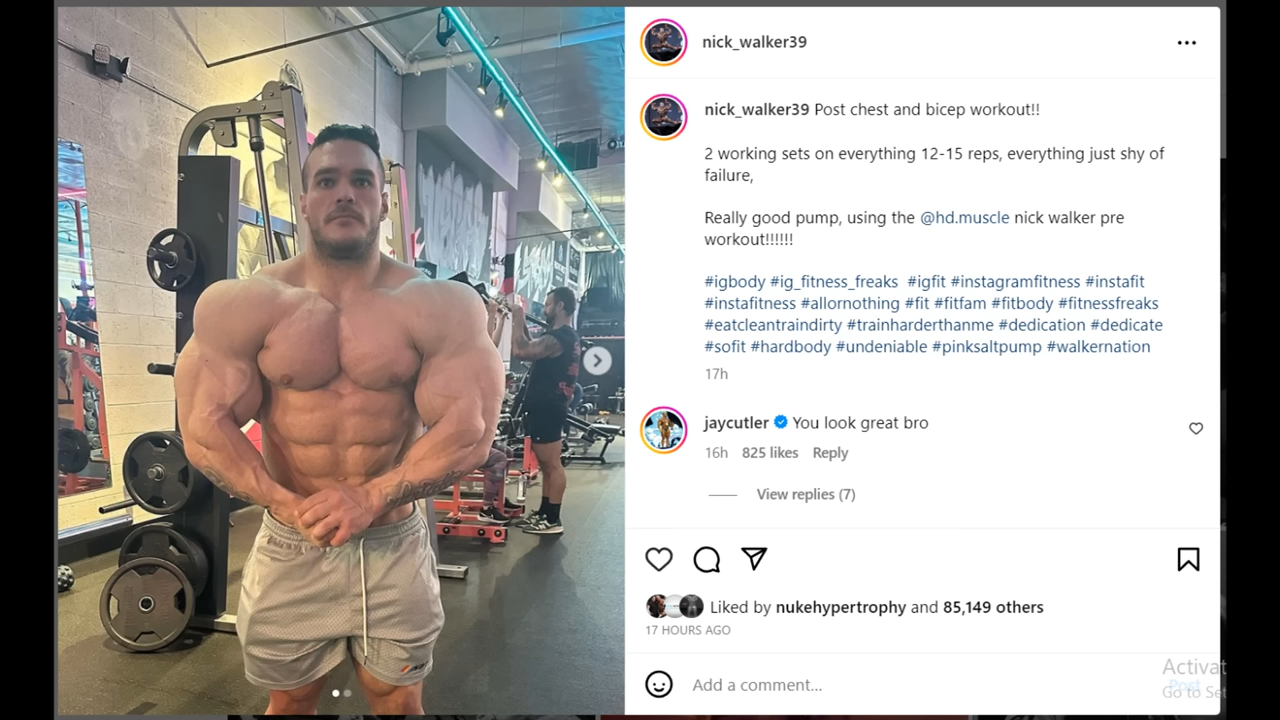 nick_walker39
nick_walker39 Post chest and bicep workout!!
2 working sets on everything 12-15 reps, everything just shy of
failure,
Really good pump, using the @hd.muscle nick walker pre
workout!!!!!!
#igbody #ig_fitness_freaks #igfit #instagramfitness #instafit
#instafitness #allornothing #fit #fitfam #fitbody #fitnessfreaks
#eatcleantraindirty #trainharderthanme #dedication #dedicate
#sofit #hardbody #undeniable #pinksaltpump #walkernation
17h
jaycutler You look great bro
16h 825 likes Reply
View replies (7)
Liked by nukehypertrophy and 85,149 others
17 HOURS AGO
Add a comment...
Post
Activat
Go to Set